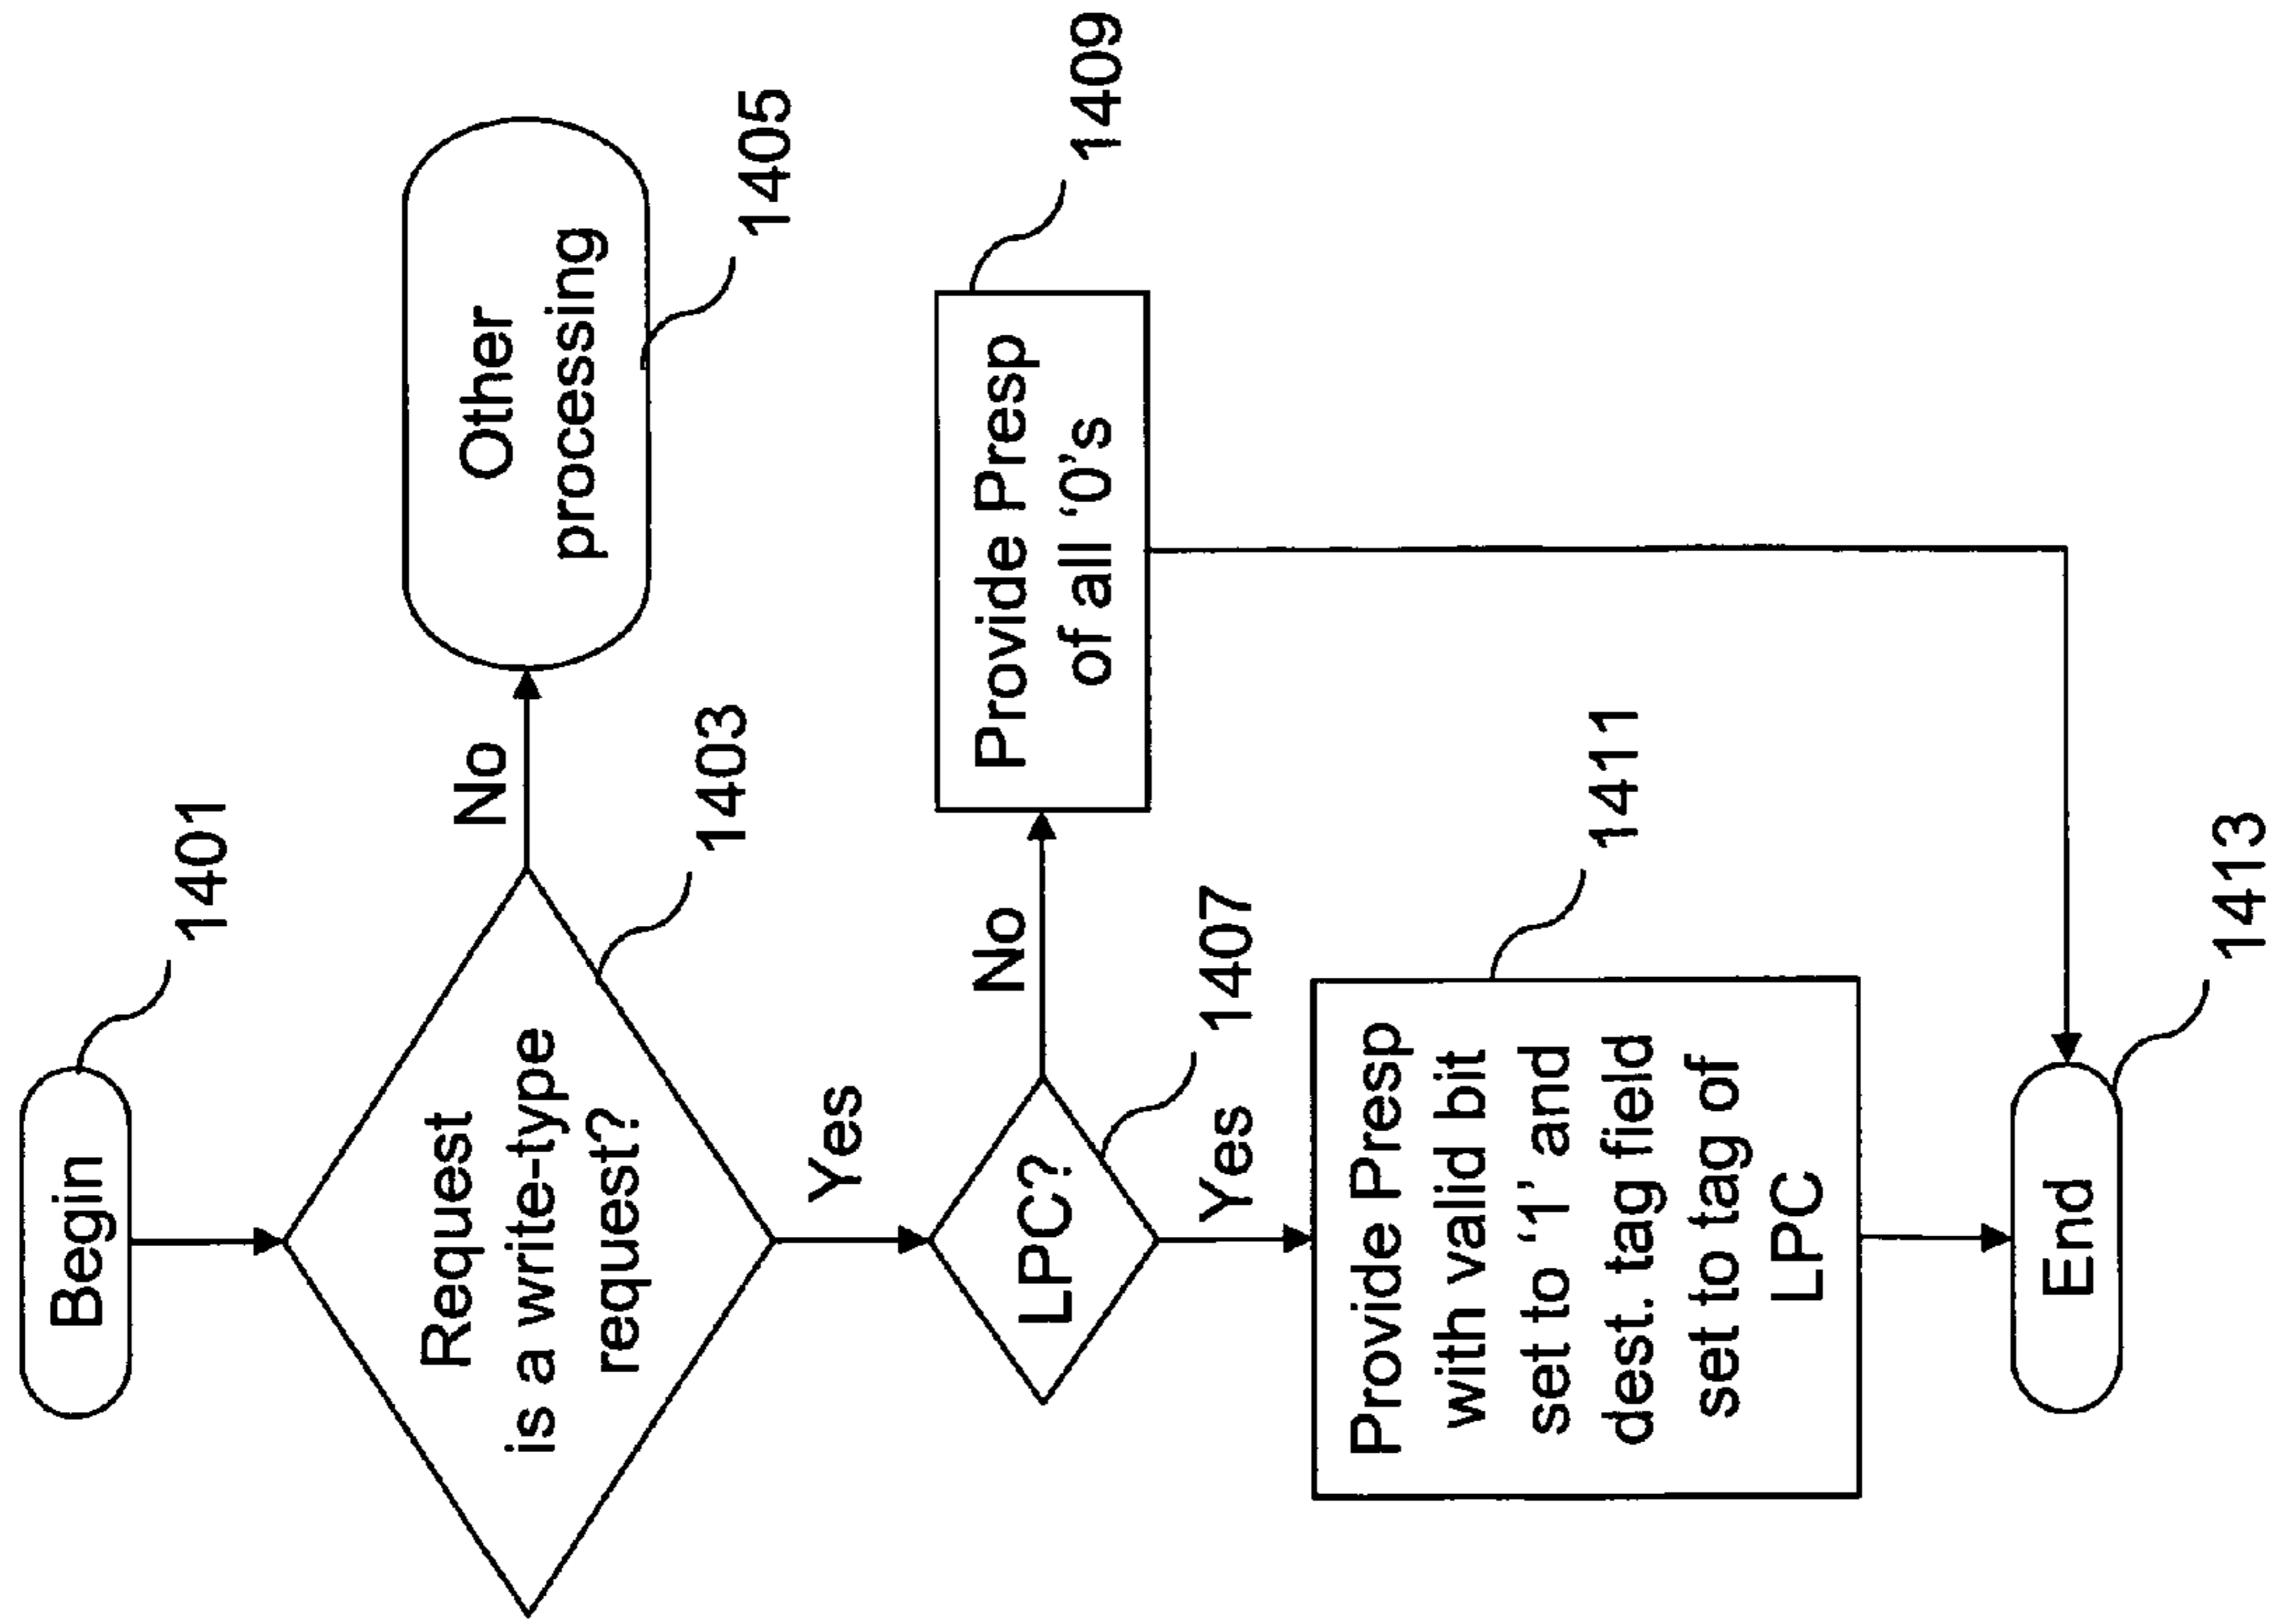 Begin
1401
Request
is a write-type
request?
1403
No
Other
processing
1405
Yes
LPC?
1407
No
Provide Presp
of all ‘0’s
1409
Yes
Provide Presp
with valid bit
set to ‘1’ and
dest. tag field
set to tag of
LPC
1411
End
1413